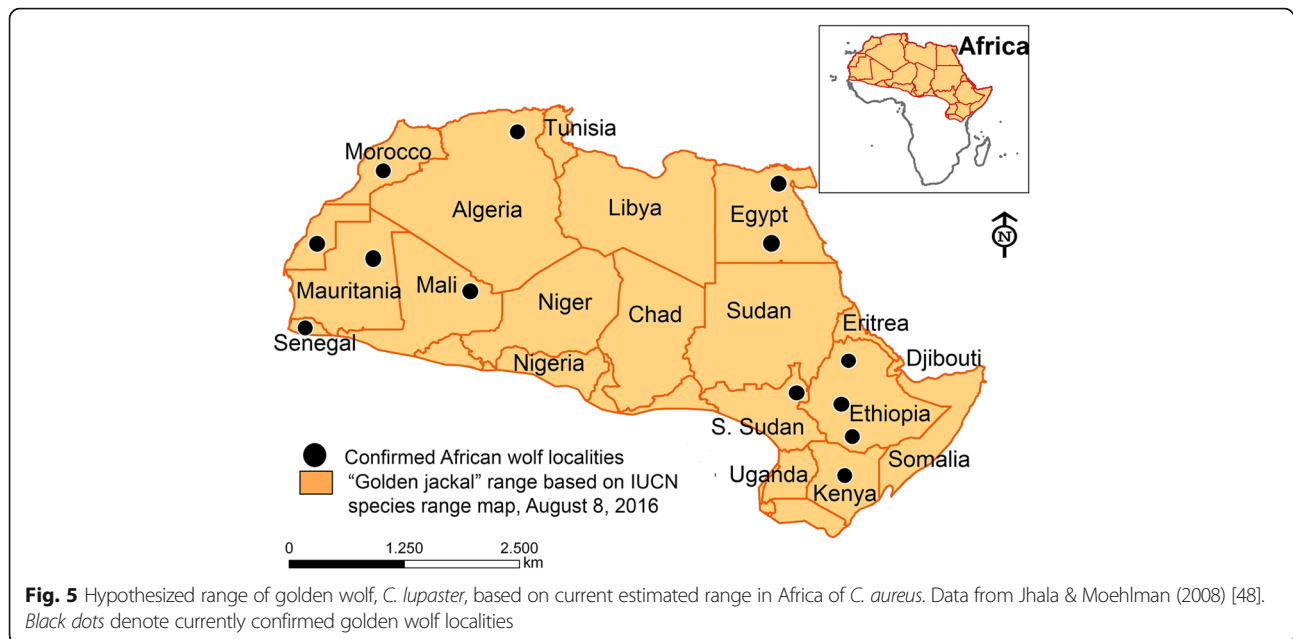 Africa
Tunisia
Morocco
Algeria
Libya
Egypt
N
Mauritania
Mali
Niger
Chad
Sudan
Eritrea
Senegal
Nigeria
Djibouti
Ethiopia
S. Sudan
Somalia
Uganda
Kenya
Confirmed African wolf localities
“Golden jackal” range based on IUCN
species range map, August 8, 2016
0 1.250 2.500
km
Fig. 5 Hypothesized range of golden wolf, C. lupaster, based on current estimated range in Africa of C. aureus. Data from Jhala & Moehlman (2008) [48].
Black dots denote currently confirmed golden wolf localities